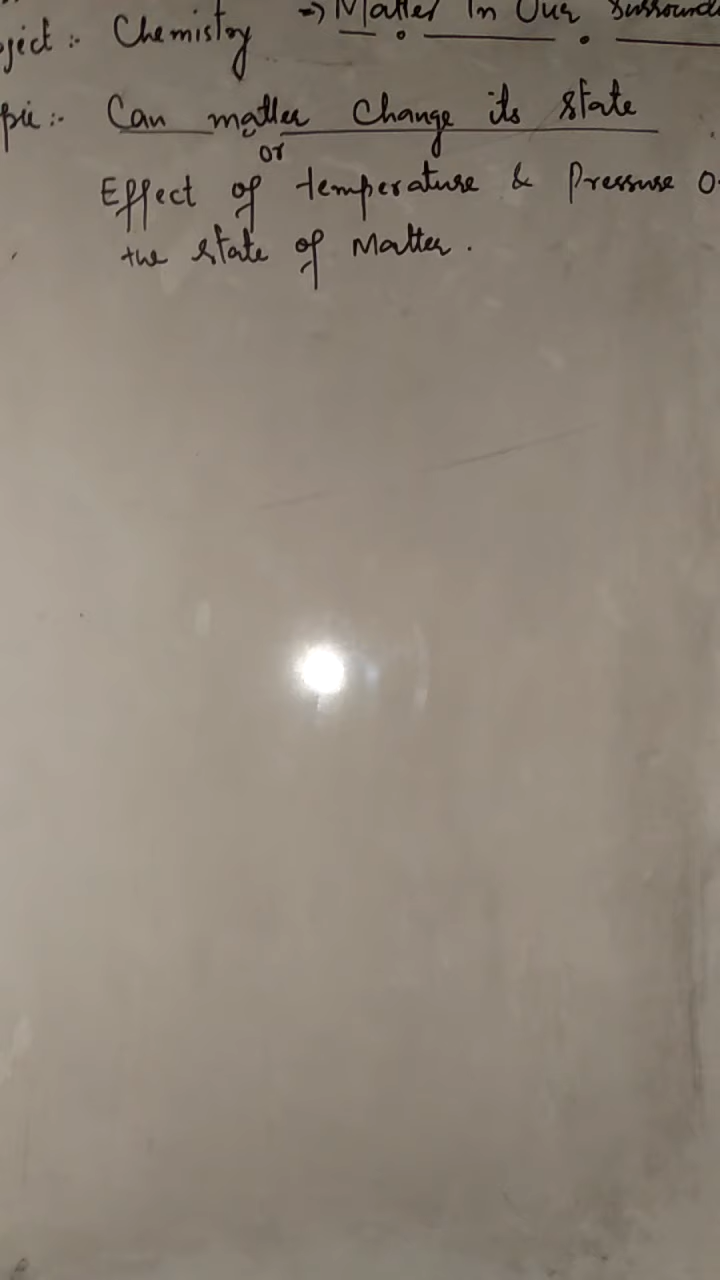 ject :- Chemistry → Matter In Our Surround
pic :- Can matter Change its State
or
Effect of temperature & Pressure O
the state of Matter .